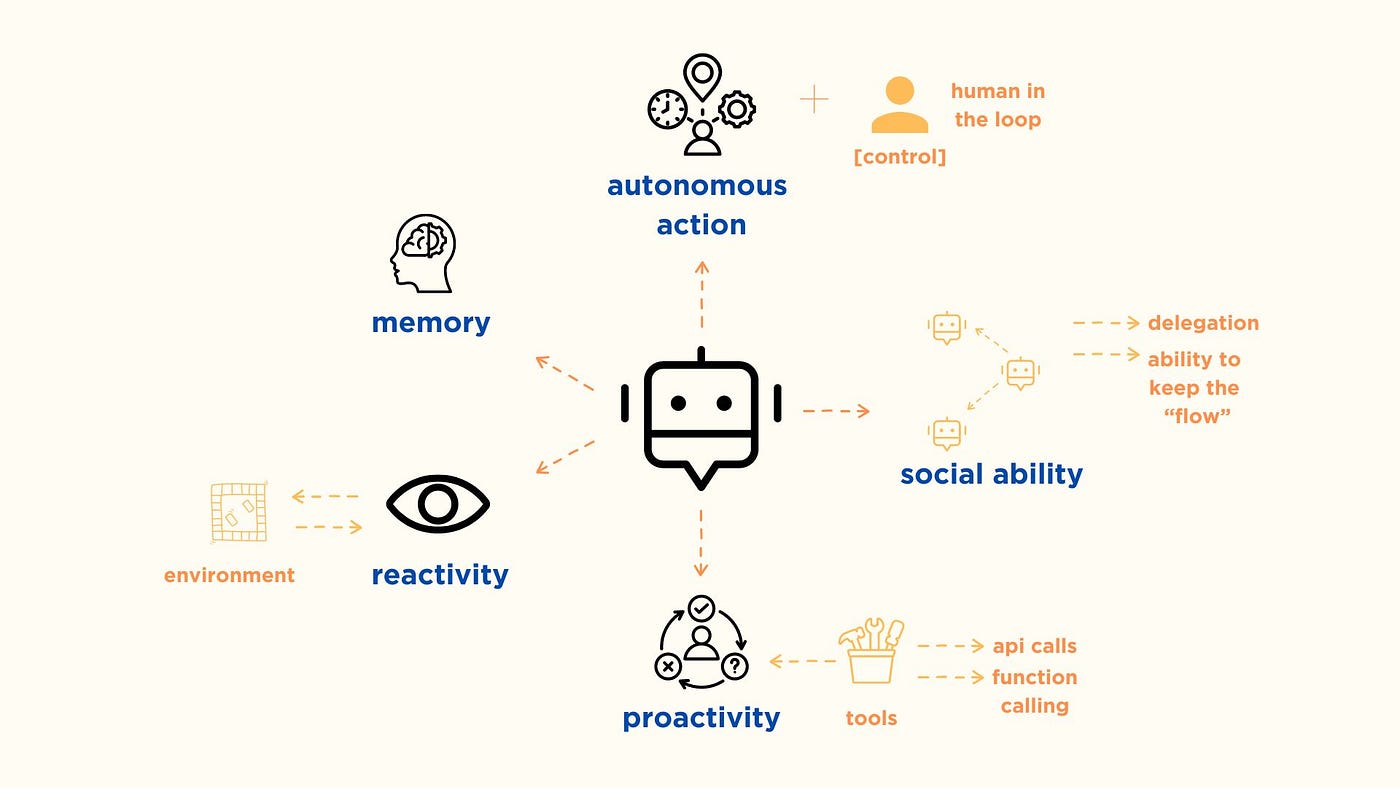 human in
the loop
[control]
autonomous
action
memory
delegation
ability to
keep the
“flow”
social ability
environment
reactivity
api calls
function
calling
tools
proactivity